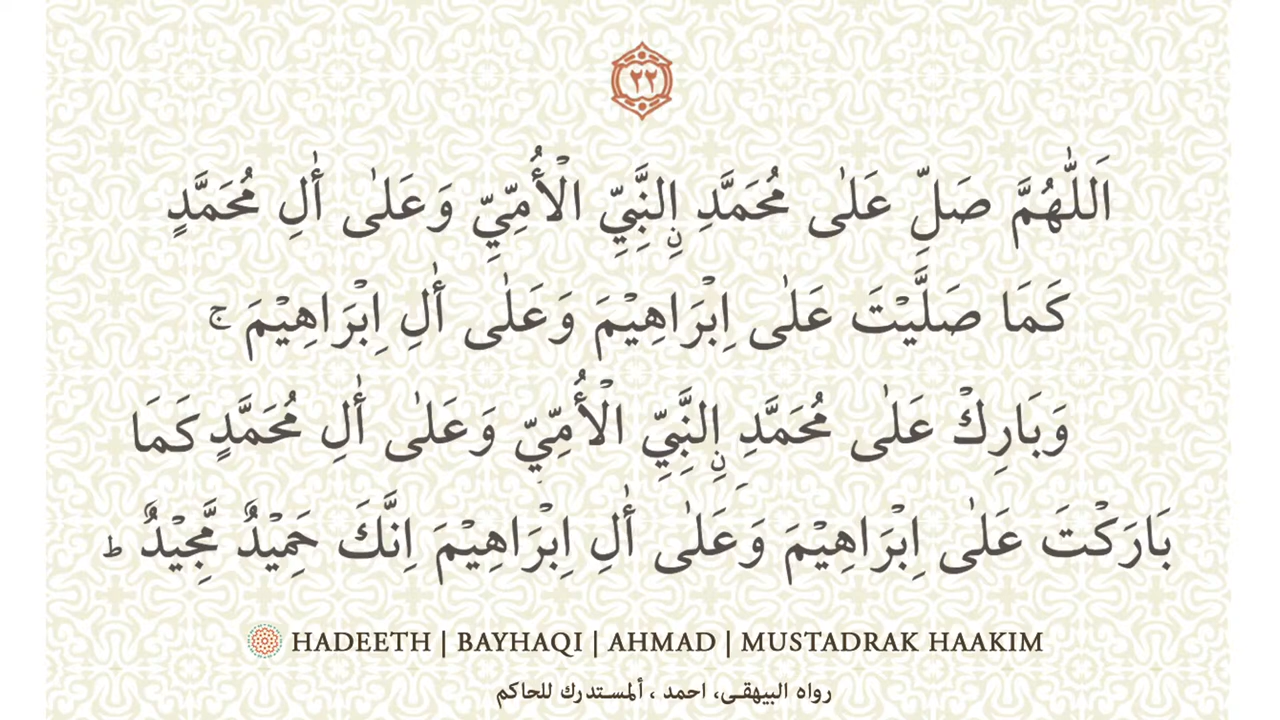 ٢٢
اَللّٰهُمَّ صَلِّ عَلٰى مُحَمَّدِ ࣙالنَّبِيِّ الْأُمِّيِّ وَعَلٰى أٰلِ مُحَمَّدٍ
كَمَا صَلَّيْتَ عَلٰى اِبْرَاهِيْمَ وَعَلٰى أٰلِ اِبْرَاهِيْمَ ج
وَبَارِكْ عَلٰى مُحَمَّدِ نِ النَّبِيِّ الْأُمِّيِّ وَعَلٰى أٰلِ مُحَمَّدٍ كَمَا
بَارَكْتَ عَلٰى اِبْرَاهِيْمَ وَعَلٰى أٰلِ اِبْرَاهِيْمَ اِنَّكَ حَمِيْدٌ مَّجِيْدٌ ط
HADEETH | BAYHAQI | AHMAD | MUSTADRAK HAAKIM
رواه البيهقى، احمد ، ألمستدرك للحاكم